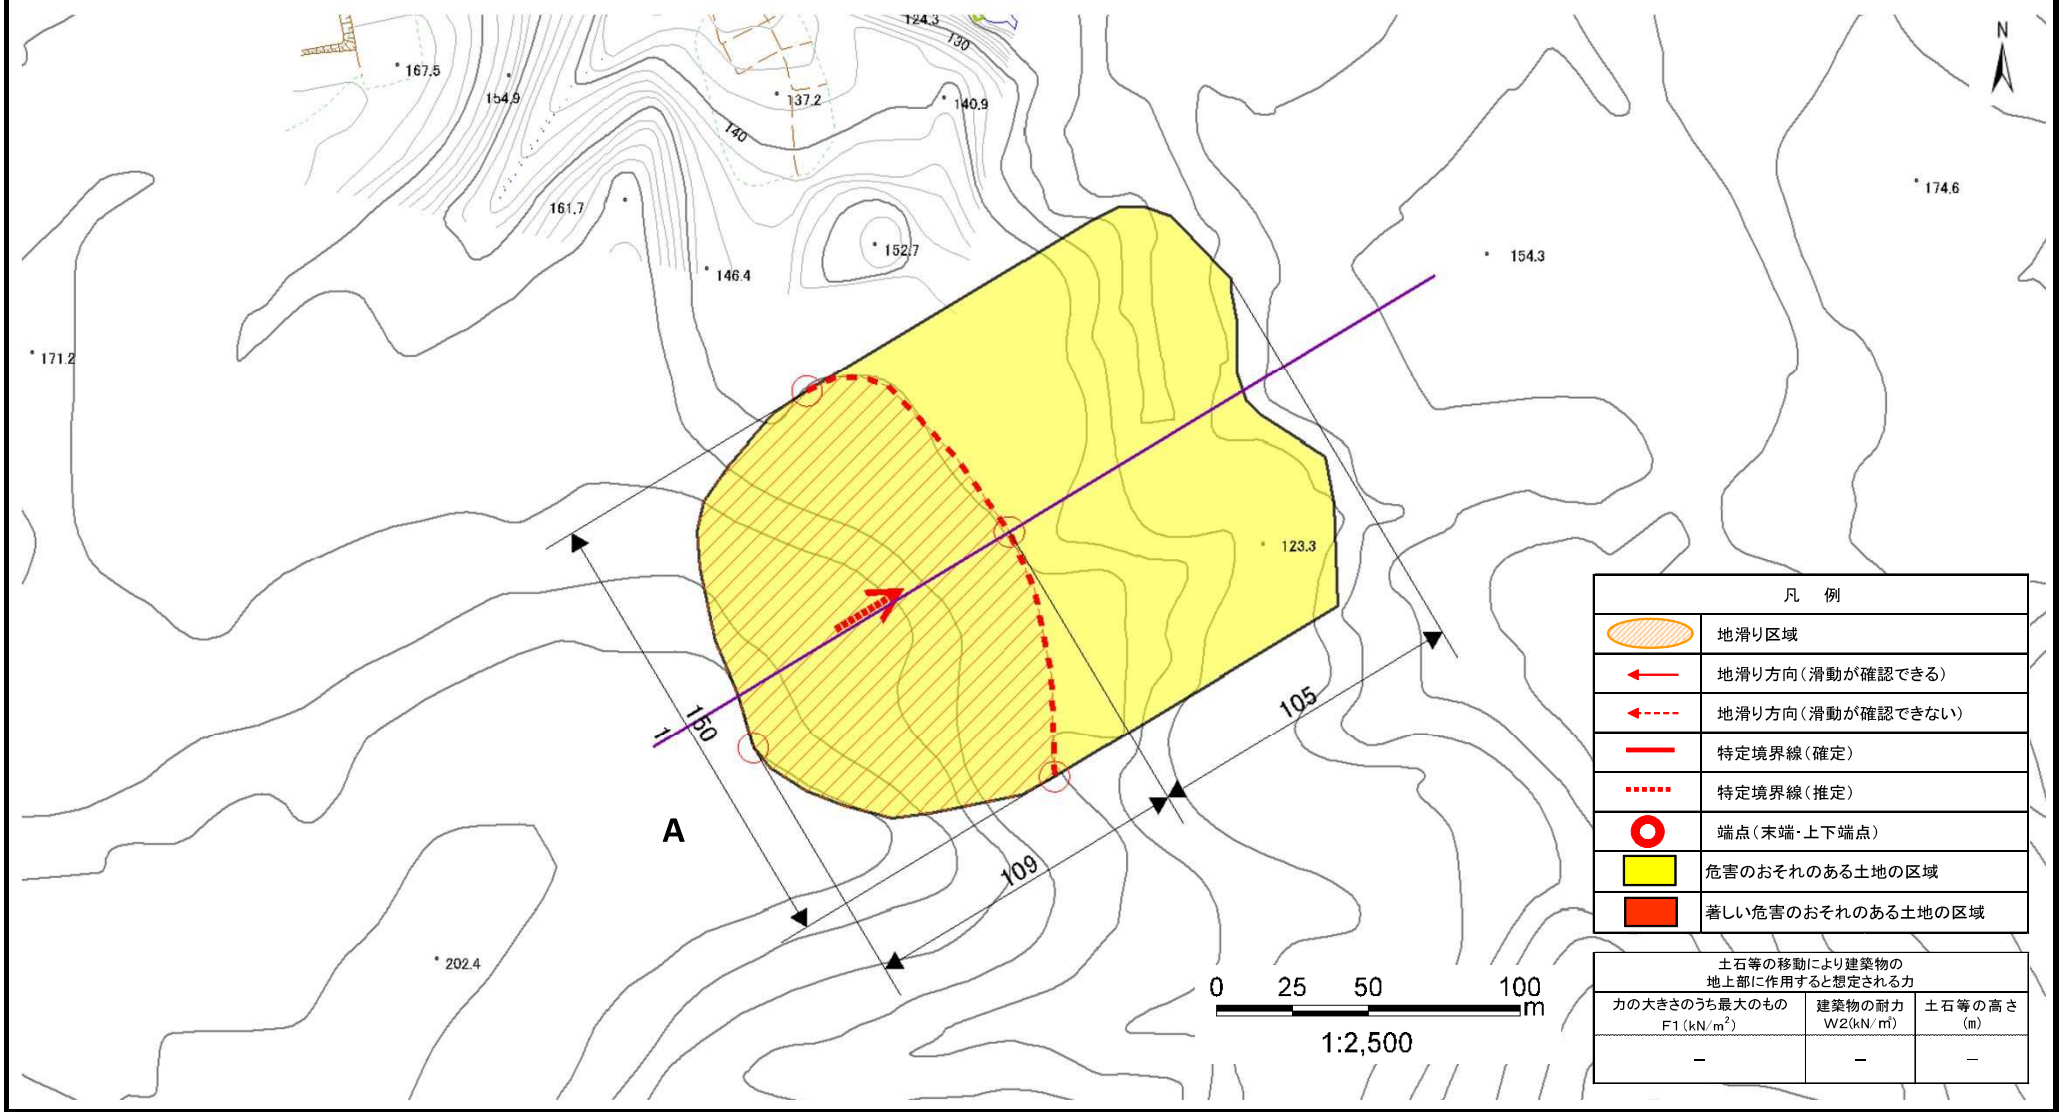 124.3
130
N
167.5
154.9
137.2
140.9
140
174.6
161.7
152.7
146.4
154.3
171.2
123.3
1
150
105
A
109
202.4
凡 例
地滑り区域
地滑り方向(滑動が確認できる)
地滑り方向(滑動が確認できない)
特定境界線(確定)
特定境界線(推定)
端点(末端・上下端点)
危害のおそれのある土地の区域
著しい危害のおそれのある土地の区域
0 25 50 100
m
1:2,500
土石等の移動により建築物の
地上部に作用すると想定される力
力の大きさのうち最大のもの
F1(kN/m²)
建築物の耐力
W2(kN/㎡)
土石等の高さ
(m)
– – –